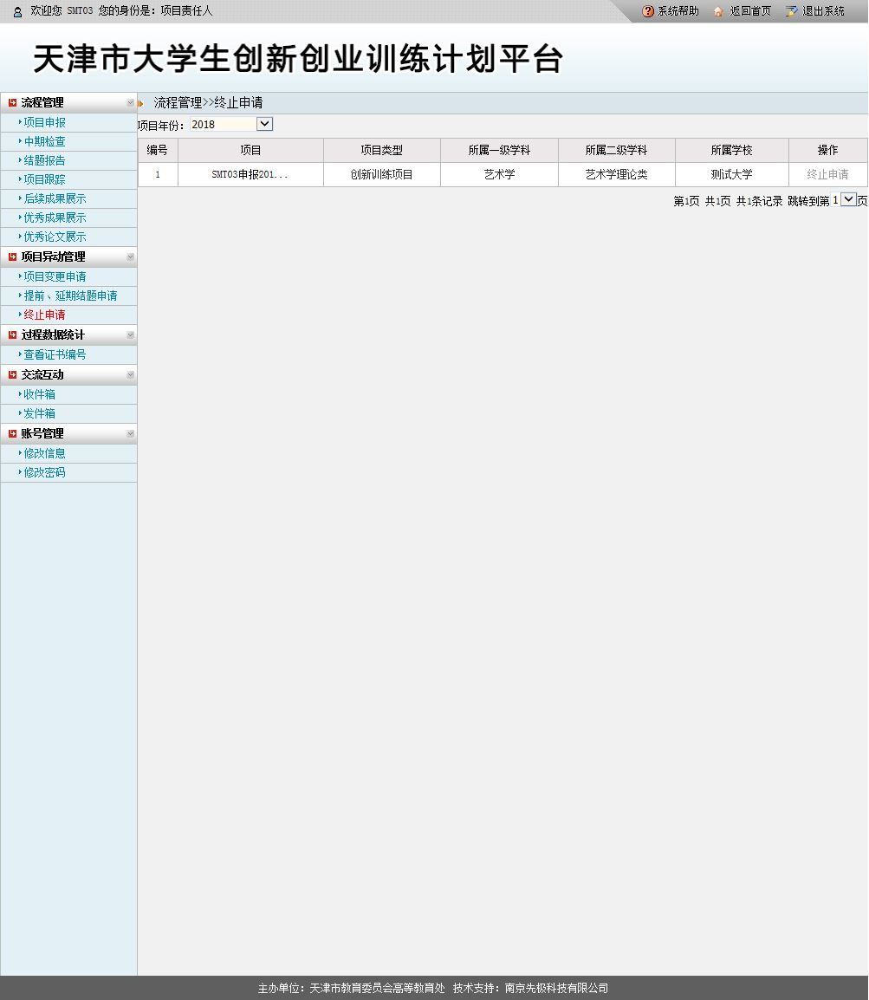 欢迎您 SMT03 您的身份是：项目责任人 系统帮助 返回首页 退出系统
天津市大学生创新创业训练计划平台
流程管理
项目申报
中期检查
结题报告
项目跟踪
后续成果展示
优秀成果展示
优秀论文展示
项目异动管理
项目变更申请
提前、延期结题申请
终止申请
过程数据统计
查看证书编号
交流互动
收件箱
发件箱
账号管理
修改信息
修改密码
流程管理>>终止申请
项目年份： 2018
编号 项目 项目类型 所属一级学科 所属二级学科 所属学校 操作
1 SMT03申报201... 创新训练项目 艺术学 艺术学理论类 测试大学 终止申请
第1页 共1页 共1条记录 跳转到第 1 页
主办单位：天津市教育委员会高等教育处 技术支持：南京先极科技有限公司